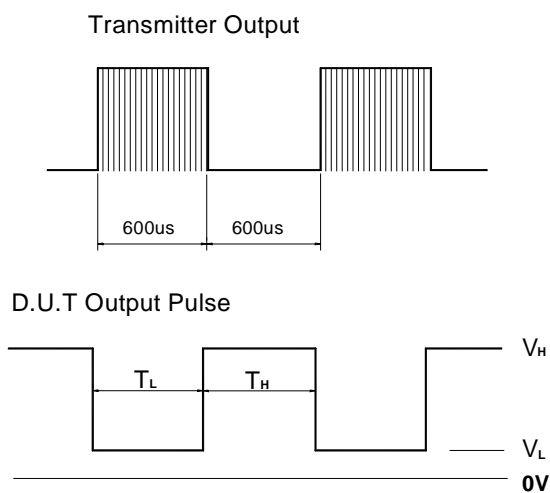 Transmitter Output
600us 600us
D.U.T Output Pulse
VH
TL TH
VL
0V